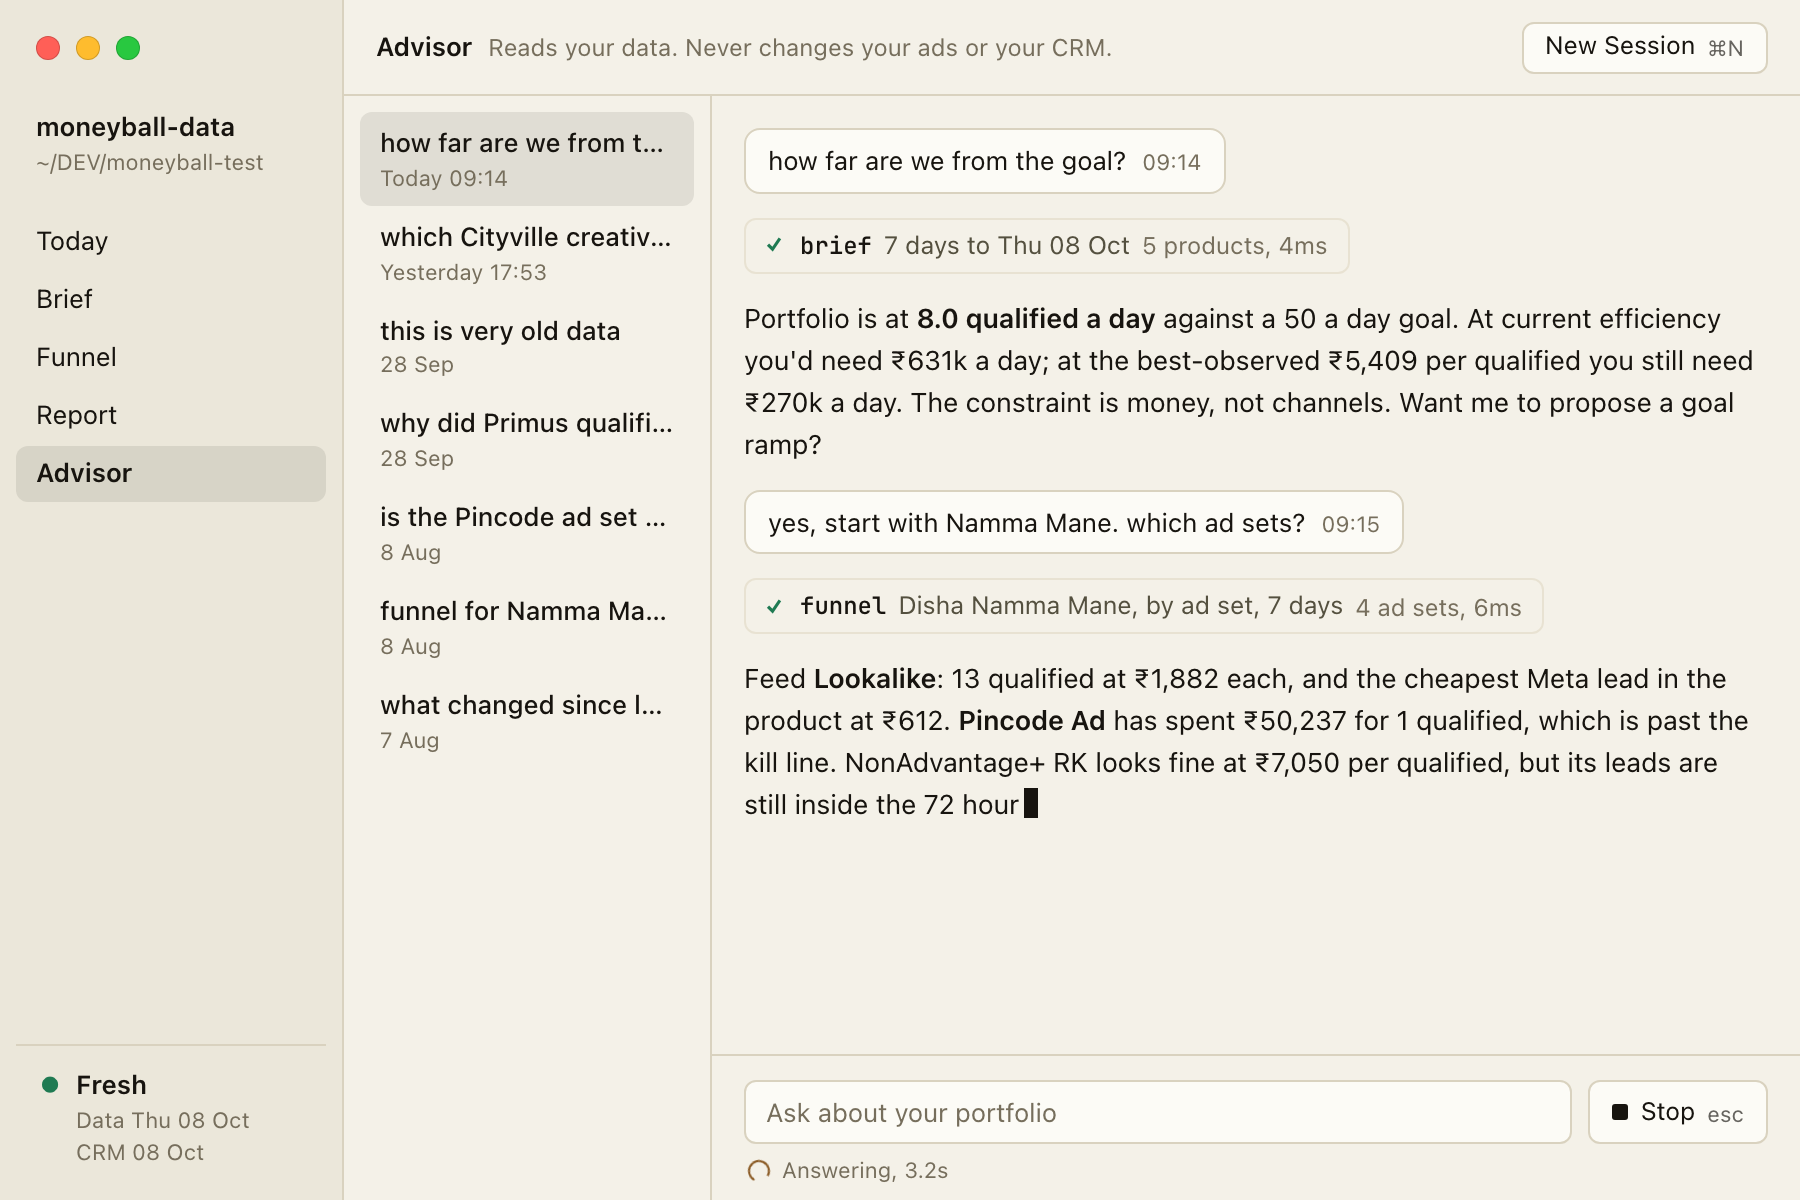 moneyball-data
~/DEV/moneyball-test
Today
Brief
Funnel
Report
Advisor
Fresh
Data Thu 08 Oct
CRM 08 Oct
Advisor Reads your data. Never changes your ads or your CRM.
New Session ⌘N
how far are we from t...
Today 09:14
which Cityville creativ...
Yesterday 17:53
this is very old data
28 Sep
why did Primus qualifi...
28 Sep
is the Pincode ad set ...
8 Aug
funnel for Namma Ma...
8 Aug
what changed since l...
7 Aug
how far are we from the goal? 09:14
✓ brief 7 days to Thu 08 Oct 5 products, 4ms
Portfolio is at 8.0 qualified a day against a 50 a day goal. At current efficiency
you'd need ₹631k a day; at the best-observed ₹5,409 per qualified you still need
₹270k a day. The constraint is money, not channels. Want me to propose a goal
ramp?
yes, start with Namma Mane. which ad sets? 09:15
✓ funnel Disha Namma Mane, by ad set, 7 days 4 ad sets, 6ms
Feed Lookalike: 13 qualified at ₹1,882 each, and the cheapest Meta lead in the
product at ₹612. Pincode Ad has spent ₹50,237 for 1 qualified, which is past the
kill line. NonAdvantage+ RK looks fine at ₹7,050 per qualified, but its leads are
still inside the 72 hour
Ask about your portfolio
Stop esc
Answering, 3.2s